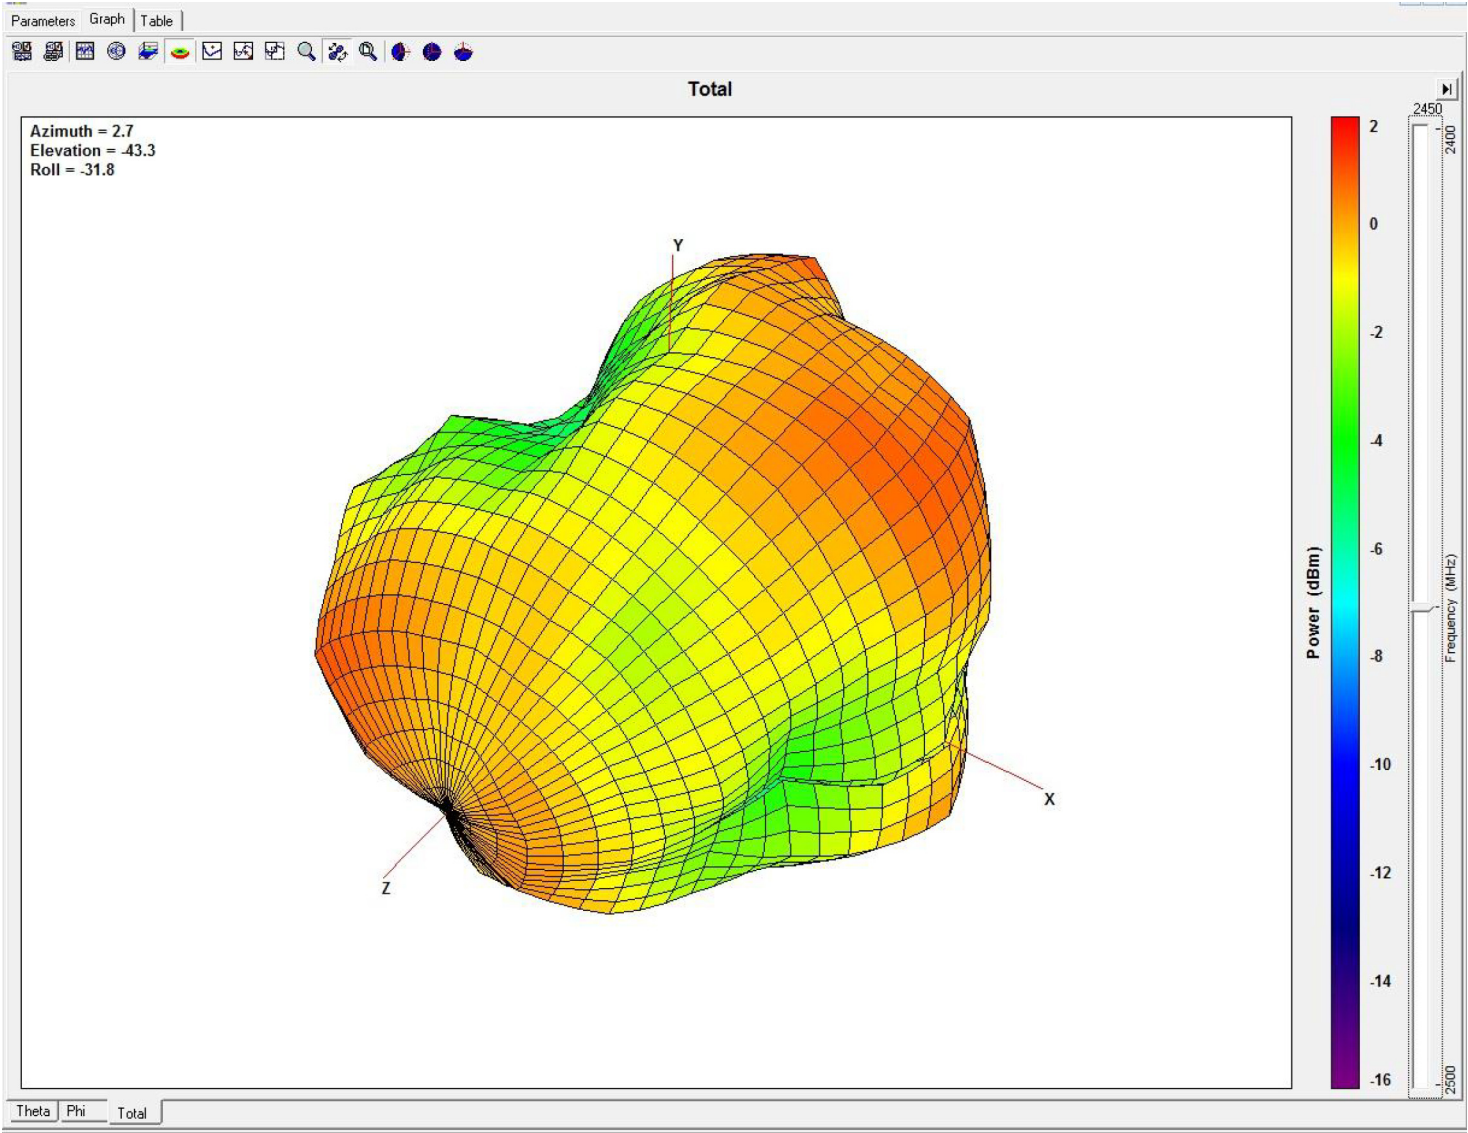 Parameters Graph Table
Total
Azimuth = 2.7
Elevation = -43.3
Roll = -31.8
Y
X
Z
2
0
-2
-4
-6
-8
-10
-12
-14
-16
Power (dBm)
2450
2400
Frequency (MHz)
2500
Theta Phi Total